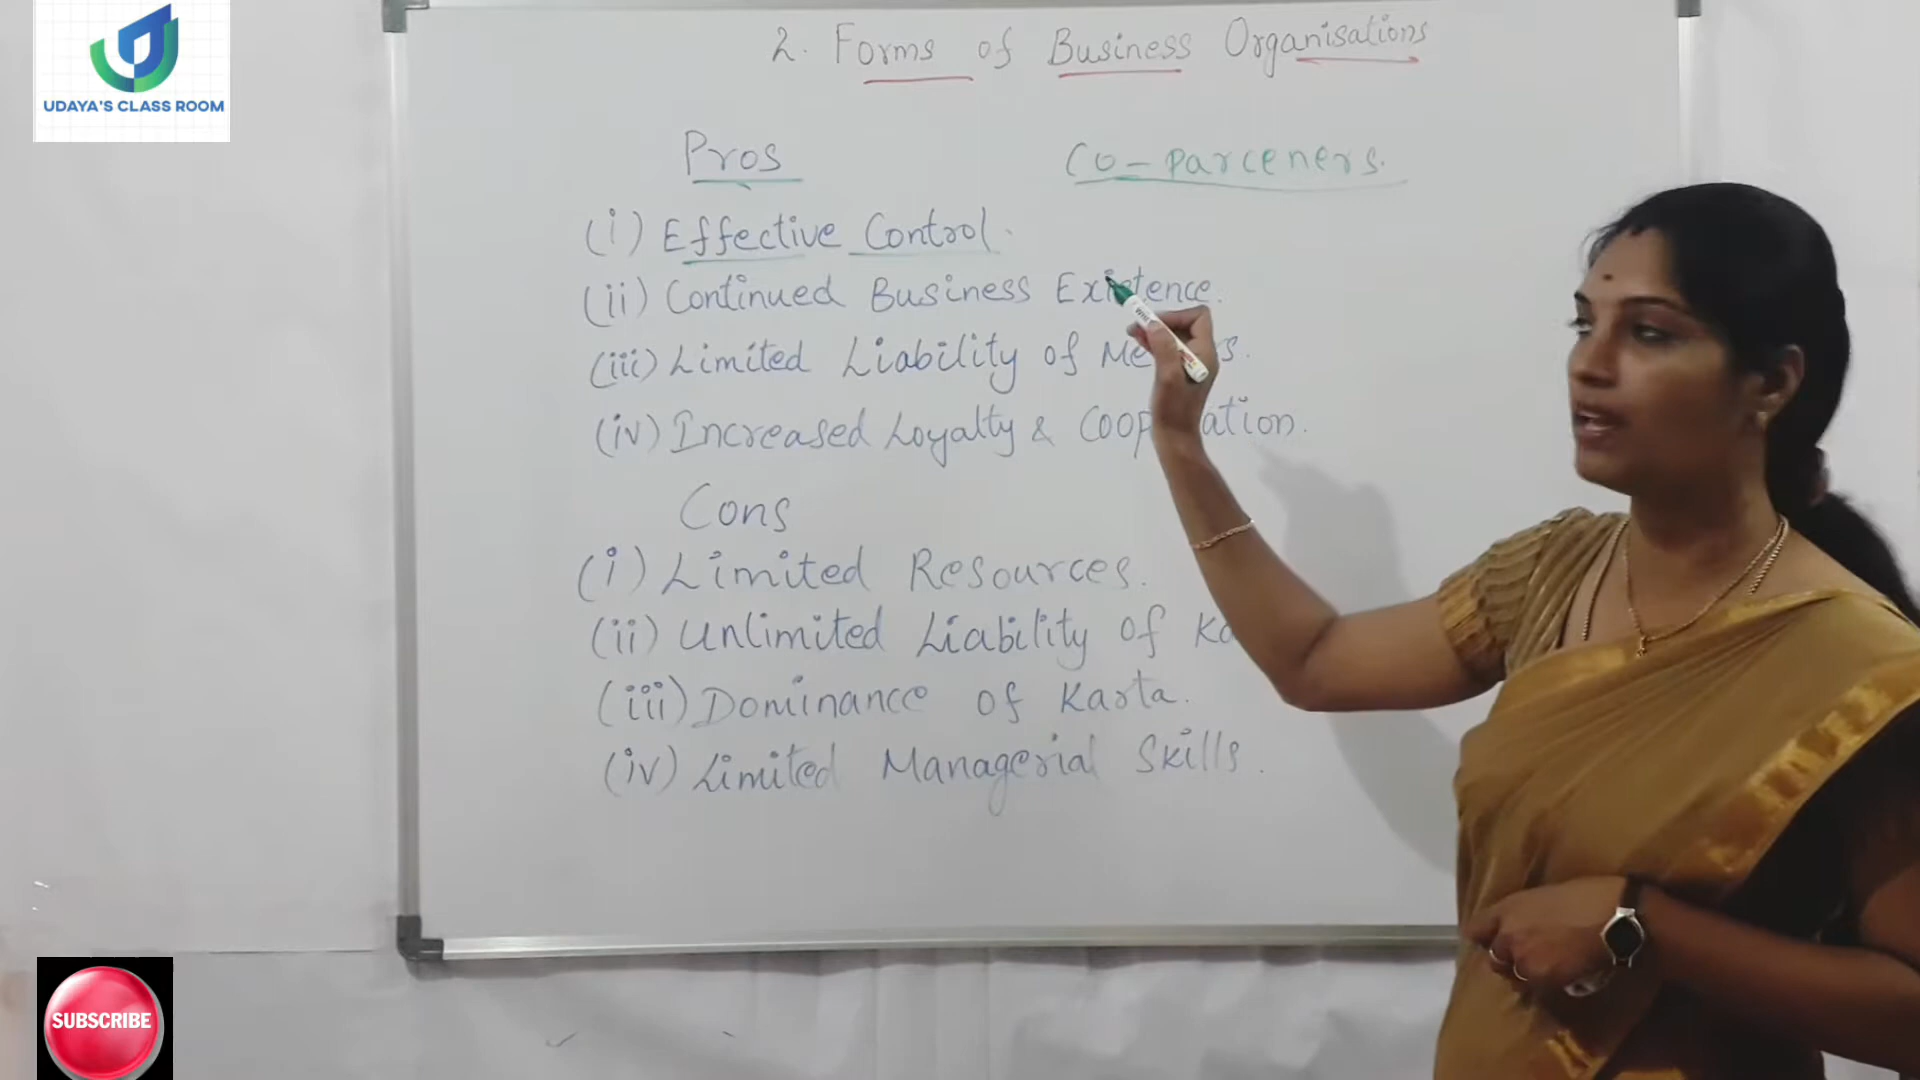 UDAYA'S CLASS ROOM
2. Forms of Business Organisations
Pros
Co-parceners.
(i) Effective Control.
(ii) Continued Business Existence.
(iii) Limited Liability of
(iv) Increased Loyalty &
Cons
(i) Limited Resources.
(ii) Unlimited Liability of
(iii) Dominance of Karta.
(iv) Limited Managerial Skills.
SUBSCRIBE